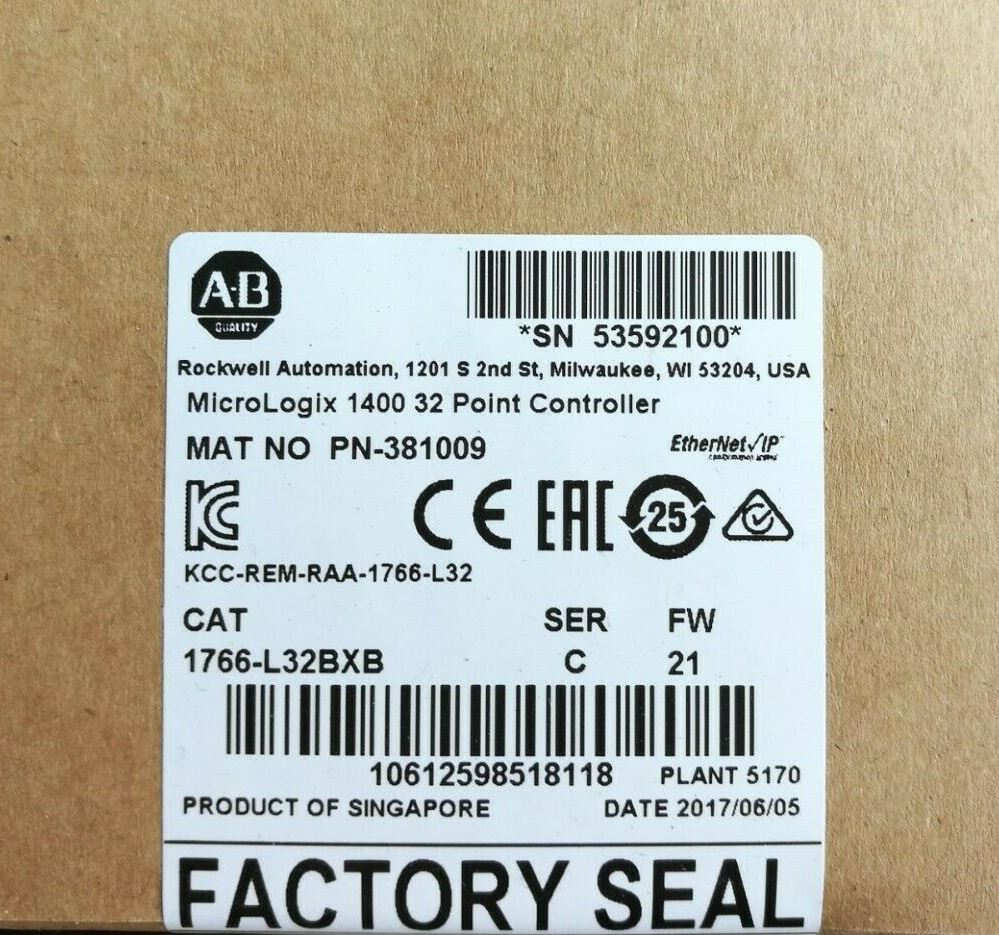 A-B
QUALITY
*SN 53592100*
Rockwell Automation, 1201 S 2nd St, Milwaukee, WI 53204, USA
MicroLogix 1400 32 Point Controller
MAT NO PN-381009
EtherNet/IP
KC
CE EAC 25
KCC-REM-RAA-1766-L32
CAT SER FW
1766-L32BXB C 21
10612598518118 PLANT 5170
PRODUCT OF SINGAPORE DATE 2017/06/05
FACTORY SEAL